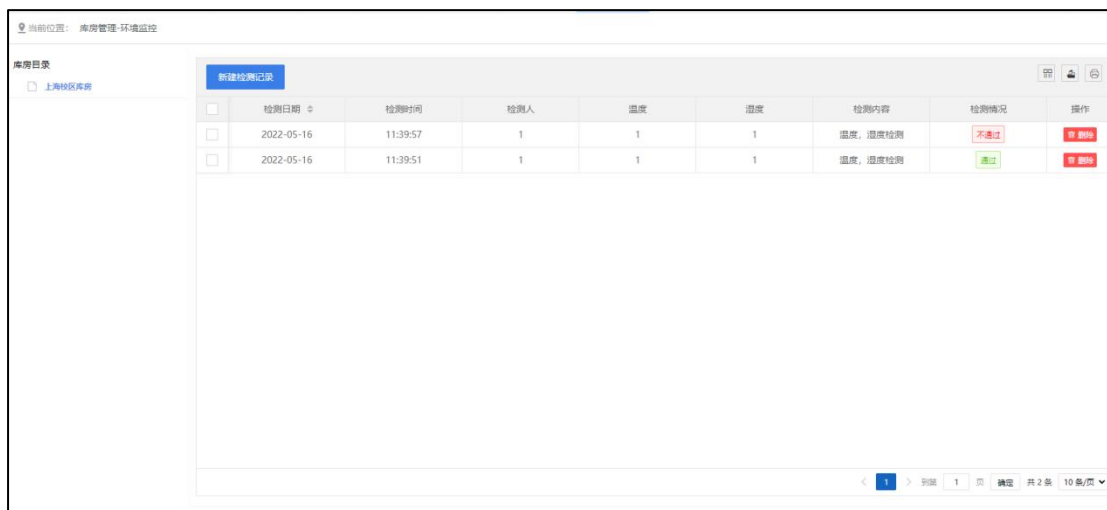 当前位置: 库房管理-环境监控
库房目录
上海校区库房
新建检测记录
检测日期 检测时间 检测人 温度 湿度 检测内容 检测情况 操作
2022-05-16 11:39:57 1 1 1 温度, 湿度检测 不通过 删除
2022-05-16 11:39:51 1 1 1 温度, 湿度检测 通过 删除
1 到第 1 页 确定 共 2 条 10 条/页